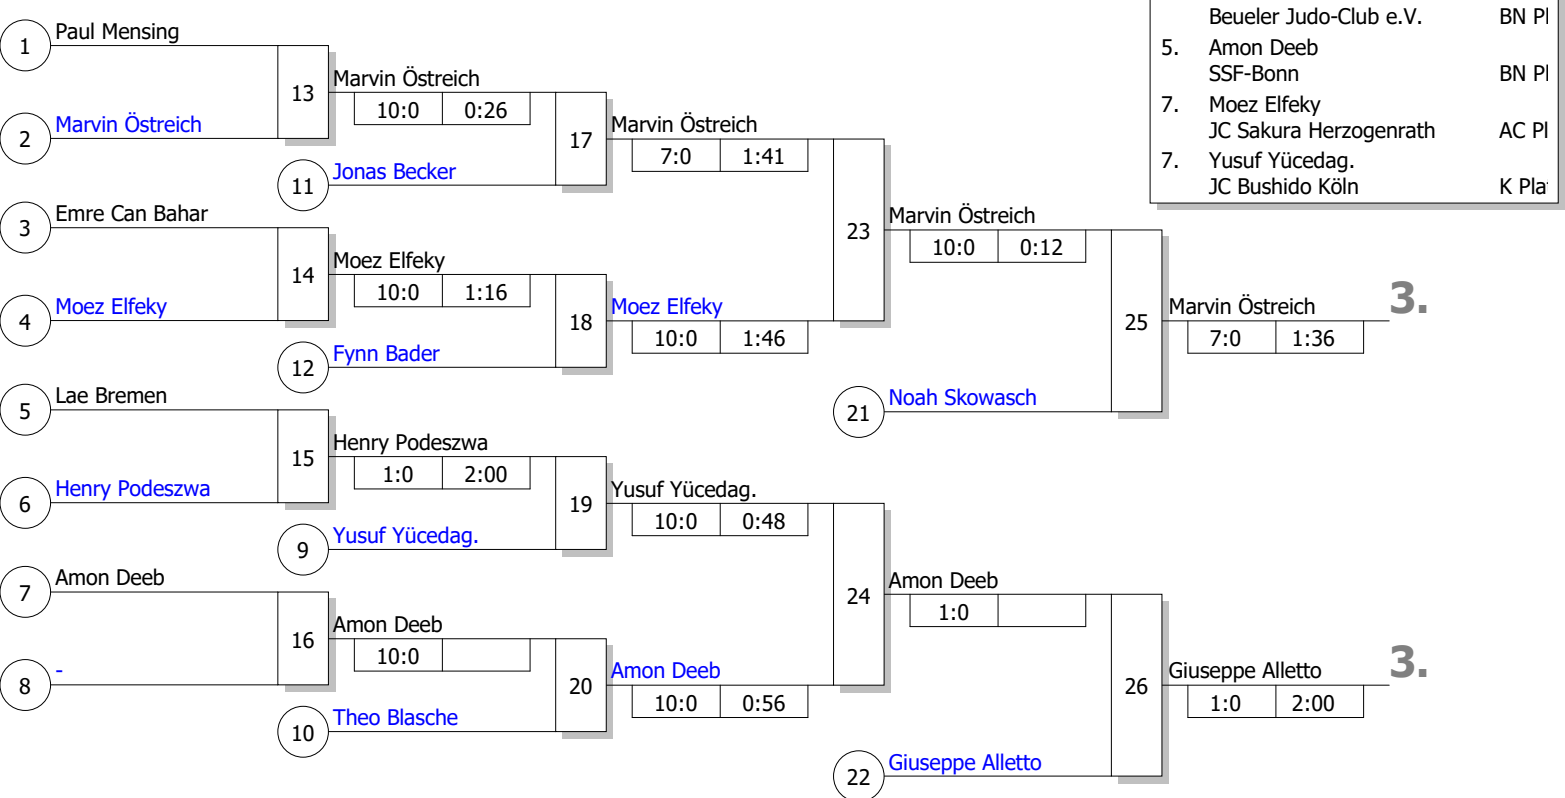 Beueler Judo-Club e.V. BN Pl
5. Amon Deeb
SSF-Bonn BN Pl
7. Moez Elfeky
JC Sakura Herzogenrath AC Pl
7. Yusuf Yücedag.
JC Bushido Köln K Pla
1 Paul Mensing
13 Marvin Östreich
10:0 0:26
2 Marvin Östreich
17 Marvin Östreich
7:0 1:41
11 Jonas Becker
3 Emre Can Bahar
23 Marvin Östreich
10:0 0:12
14 Moez Elfeky
10:0 1:16
4 Moez Elfeky
18 Moez Elfeky
10:0 1:46
25 Marvin Östreich 3.
7:0 1:36
12 Fynn Bader
5 Lae Bremen
21 Noah Skowasch
15 Henry Podeszwa
1:0 2:00
6 Henry Podeszwa
19 Yusuf Yücedag.
10:0 0:48
9 Yusuf Yücedag.
7 Amon Deeb
24 Amon Deeb
1:0
16 Amon Deeb
10:0
8 -
20 Amon Deeb
10:0 0:56
26 Giuseppe Alletto 3.
1:0 2:00
10 Theo Blasche
22 Giuseppe Alletto